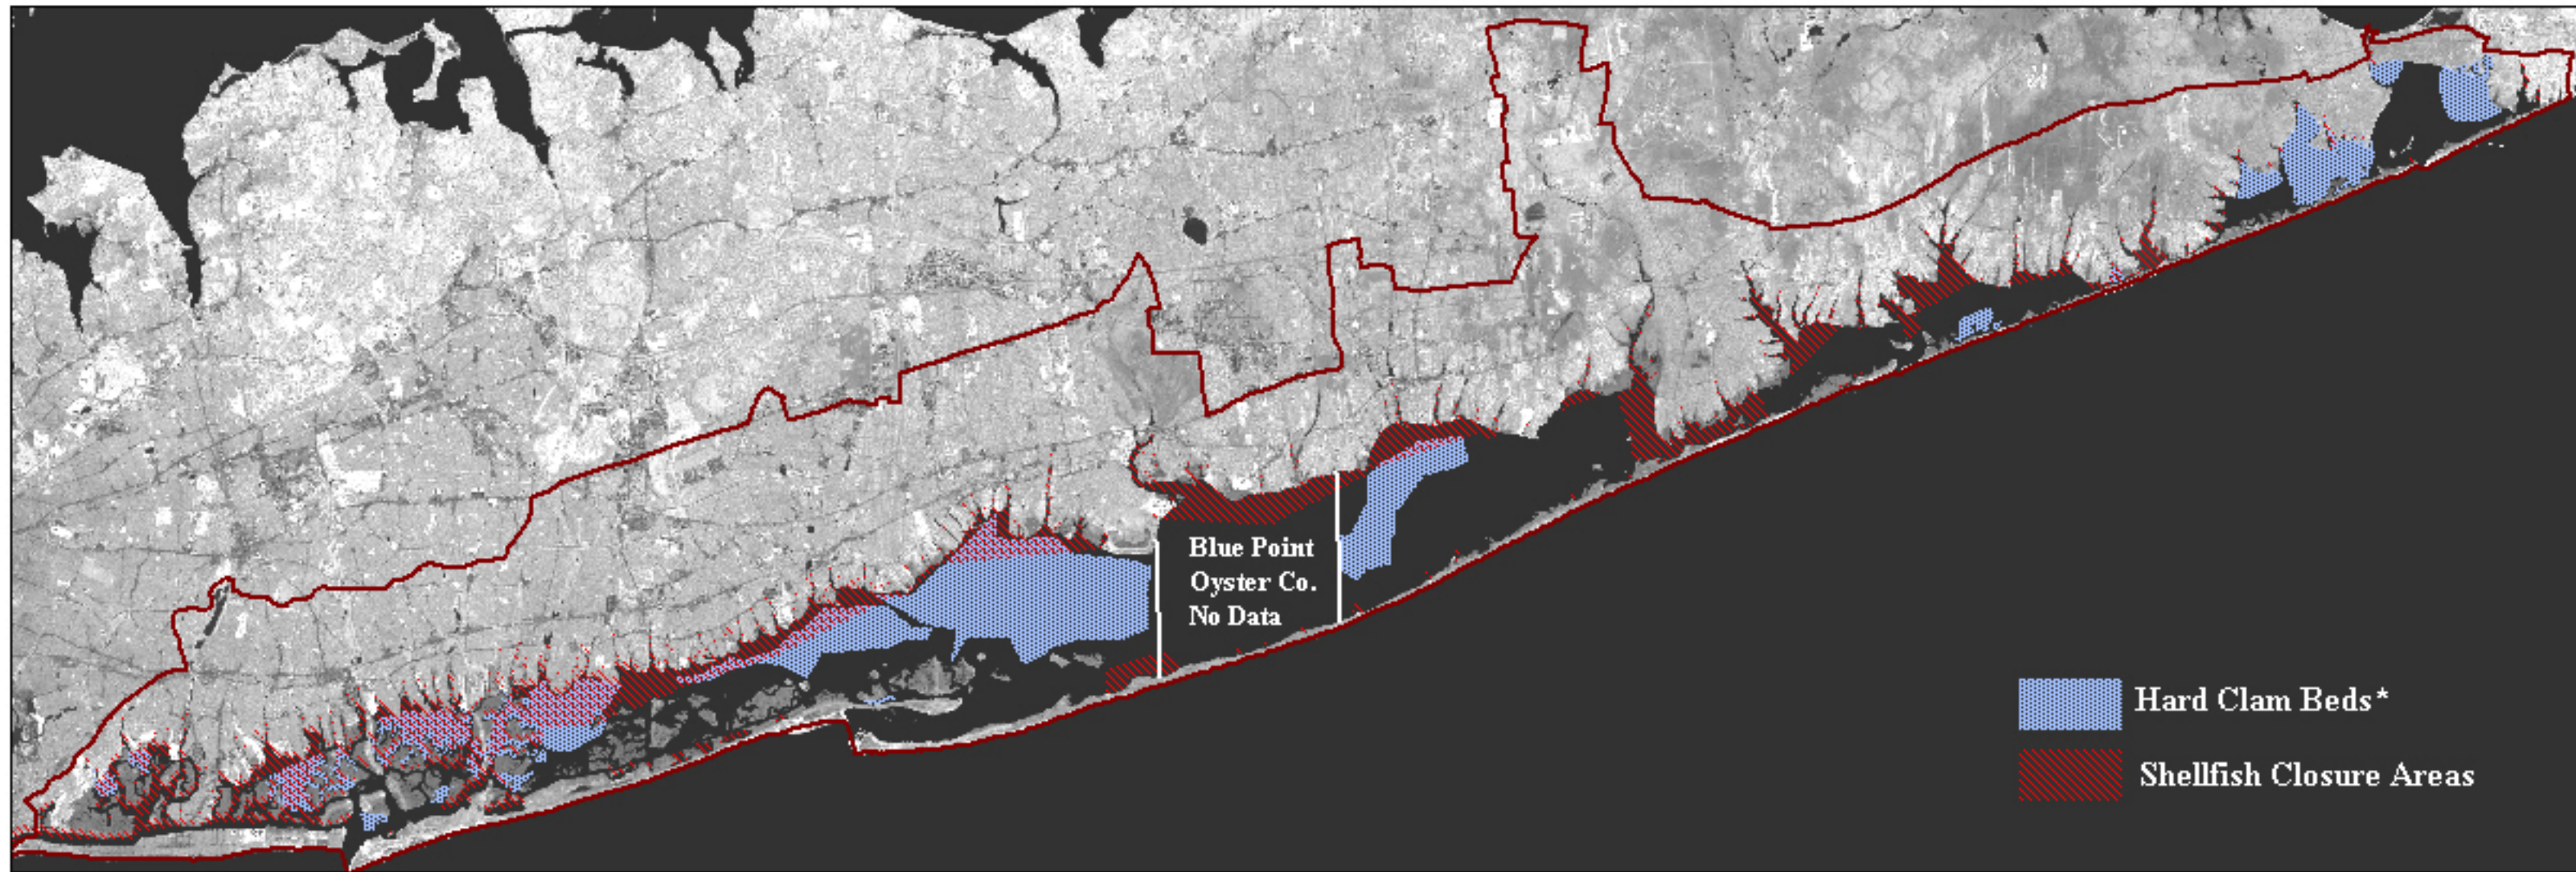 Blue Point
Oyster Co.
No Data
Hard Clam Beds*
Shellfish Closure Areas